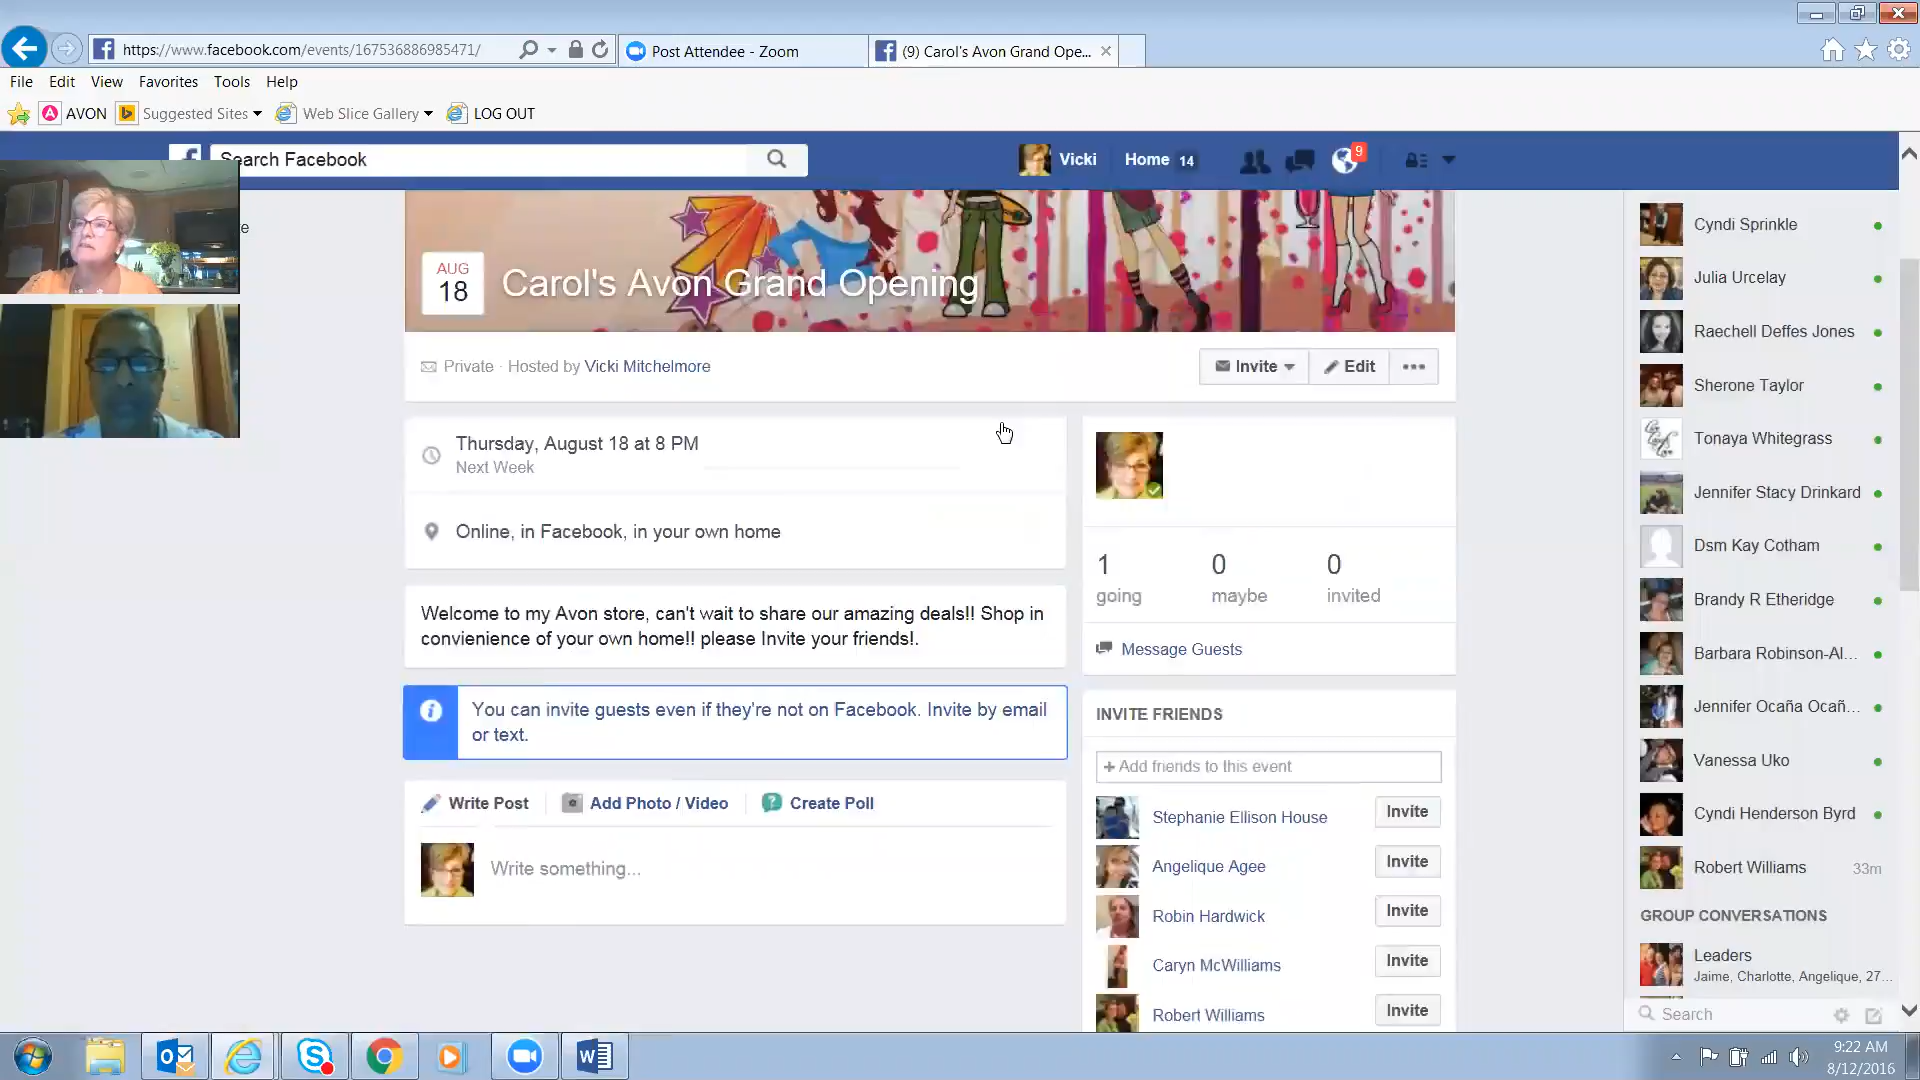 https://www.facebook.com/events/167536886985471/
Post Attendee - Zoom
(9) Carol's Avon Grand Ope...
File Edit View Favorites Tools Help
AVON Suggested Sites Web Slice Gallery LOG OUT
Search Facebook
Vicki Home 14
9
e
AUG
18
Carol's Avon Grand Opening
Private · Hosted by Vicki Mitchelmore
Invite Edit
Thursday, August 18 at 8 PM
Next Week
Online, in Facebook, in your own home
Welcome to my Avon store, can't wait to share our amazing deals!! Shop in
convienience of your own home!! please Invite your friends!.
You can invite guests even if they're not on Facebook. Invite by email
or text.
Write Post Add Photo / Video Create Poll
Write something...
1 0 0
going maybe invited
Message Guests
INVITE FRIENDS
+ Add friends to this event
Stephanie Ellison House Invite
Angelique Agee Invite
Robin Hardwick Invite
Caryn McWilliams Invite
Robert Williams Invite
Cyndi Sprinkle
Julia Urcelay
Raechell Deffes Jones
Sherone Taylor
Tonaya Whitegrass
Jennifer Stacy Drinkard
Dsm Kay Cotham
Brandy R Etheridge
Barbara Robinson-Al...
Jennifer Ocaña Ocañ...
Vanessa Uko
Cyndi Henderson Byrd
Robert Williams 33m
GROUP CONVERSATIONS
Leaders
Jaime, Charlotte, Angelique, 27...
Search
9:22 AM
8/12/2016